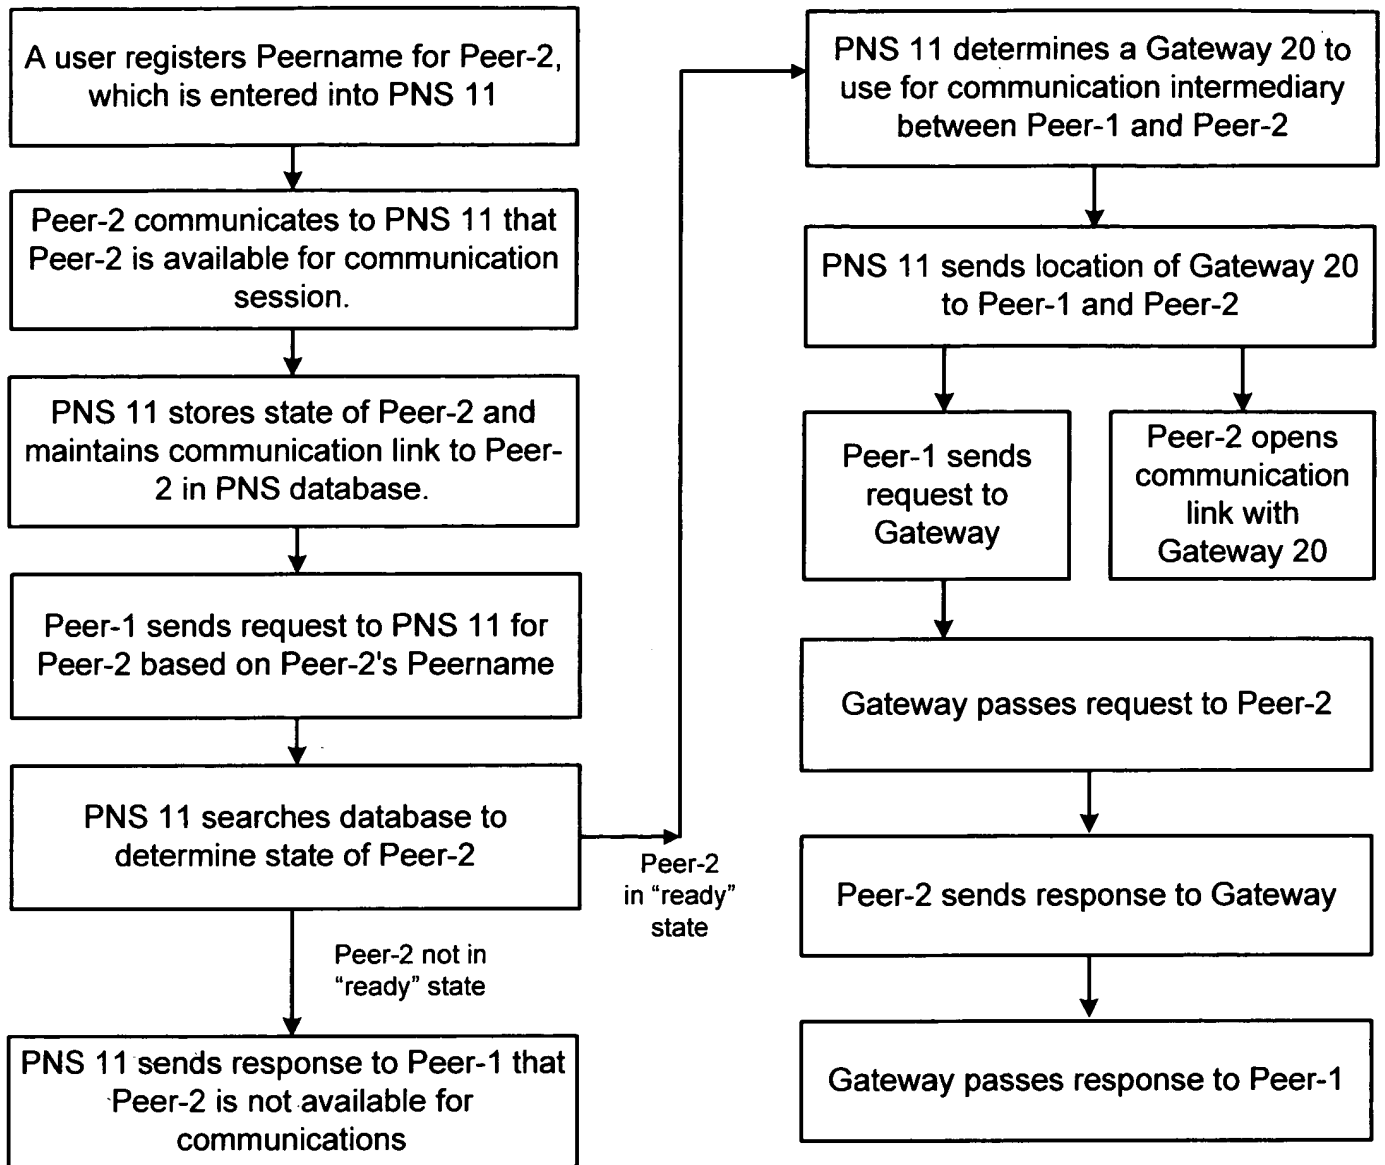 A user registers Peername for Peer-2,
which is entered into PNS 11
Peer-2 communicates to PNS 11 that
Peer-2 is available for communication
session.
PNS 11 stores state of Peer-2 and
maintains communication link to Peer-
2 in PNS database.
Peer-1 sends request to PNS 11 for
Peer-2 based on Peer-2's Peername
PNS 11 searches database to
determine state of Peer-2
Peer-2 not in
“ready” state
PNS 11 sends response to Peer-1 that
Peer-2 is not available for
communications
Peer-2
in “ready”
state
PNS 11 determines a Gateway 20 to
use for communication intermediary
between Peer-1 and Peer-2
PNS 11 sends location of Gateway 20
to Peer-1 and Peer-2
Peer-1 sends
request to
Gateway
Peer-2 opens
communication
link with
Gateway 20
Gateway passes request to Peer-2
Peer-2 sends response to Gateway
Gateway passes response to Peer-1